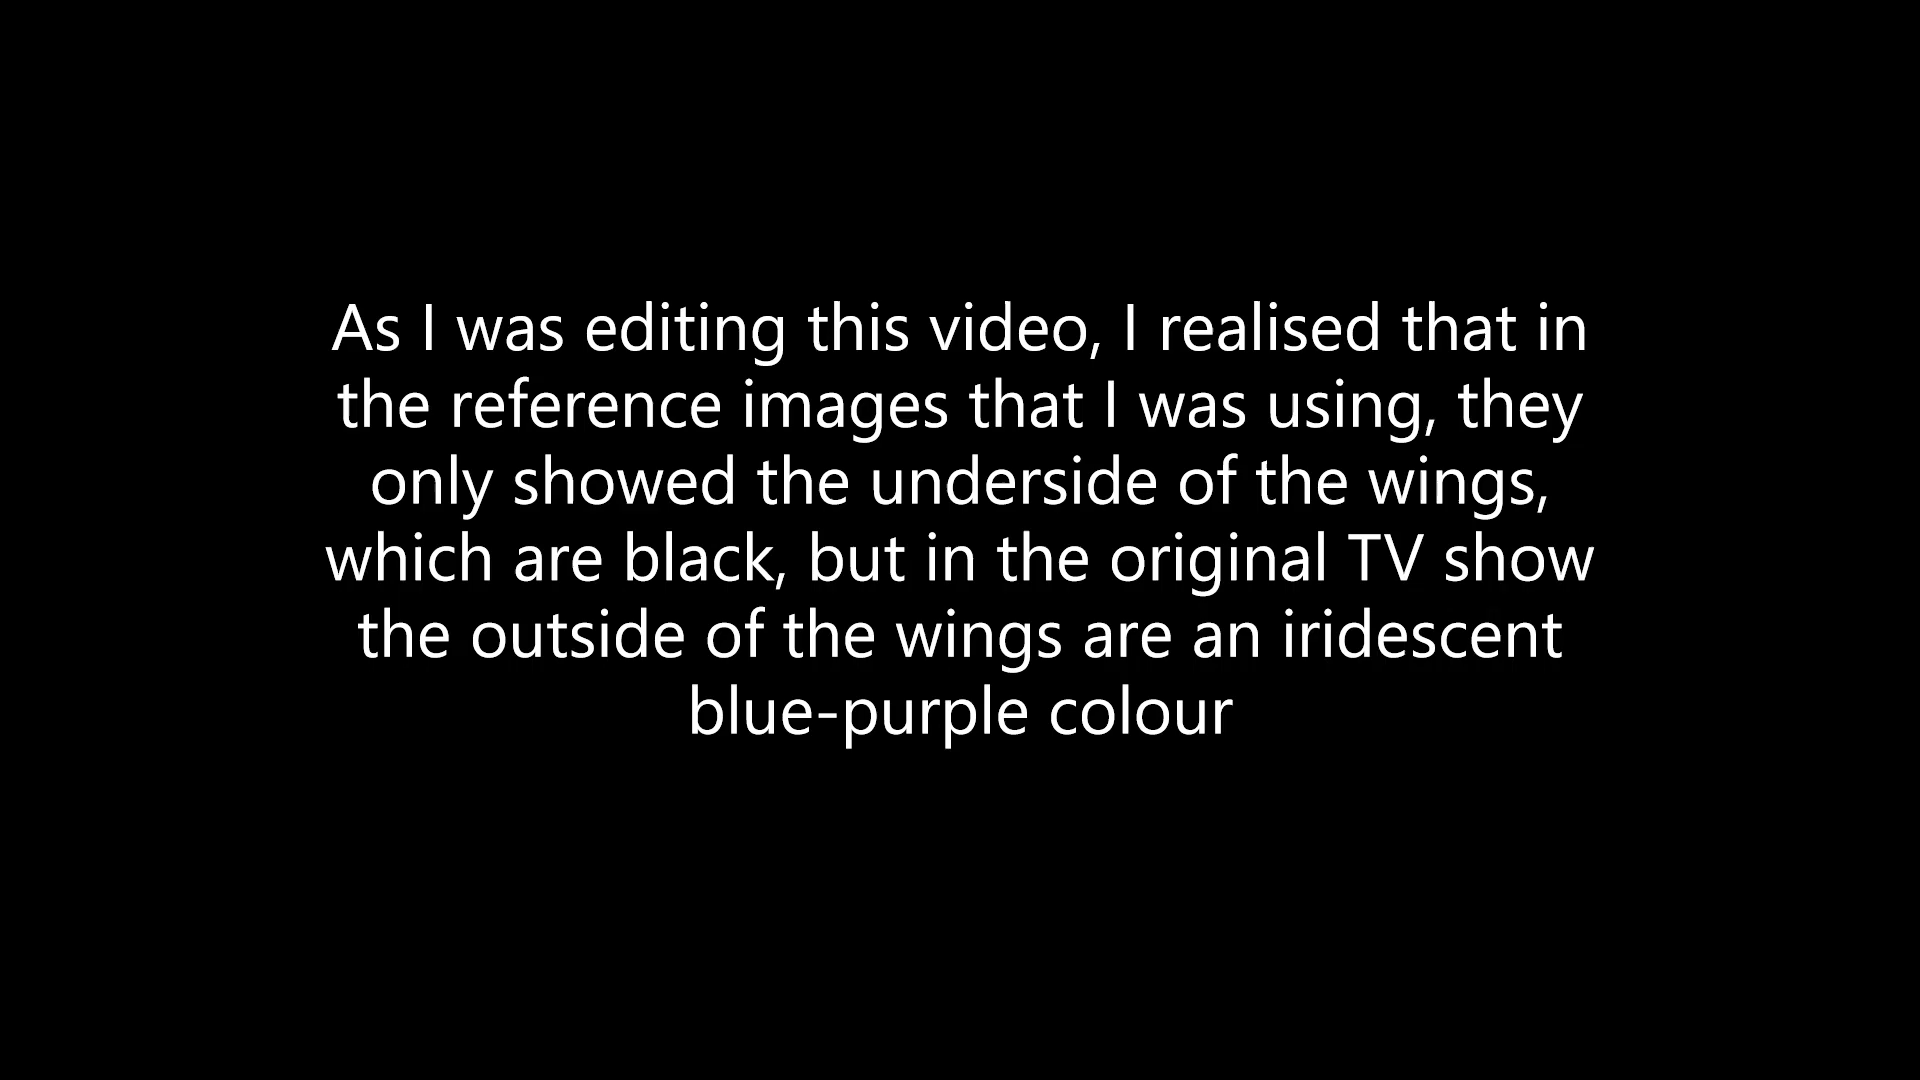 As I was editing this video, I realised that in
the reference images that I was using, they
only showed the underside of the wings,
which are black, but in the original TV show
the outside of the wings are an iridescent
blue-purple colour